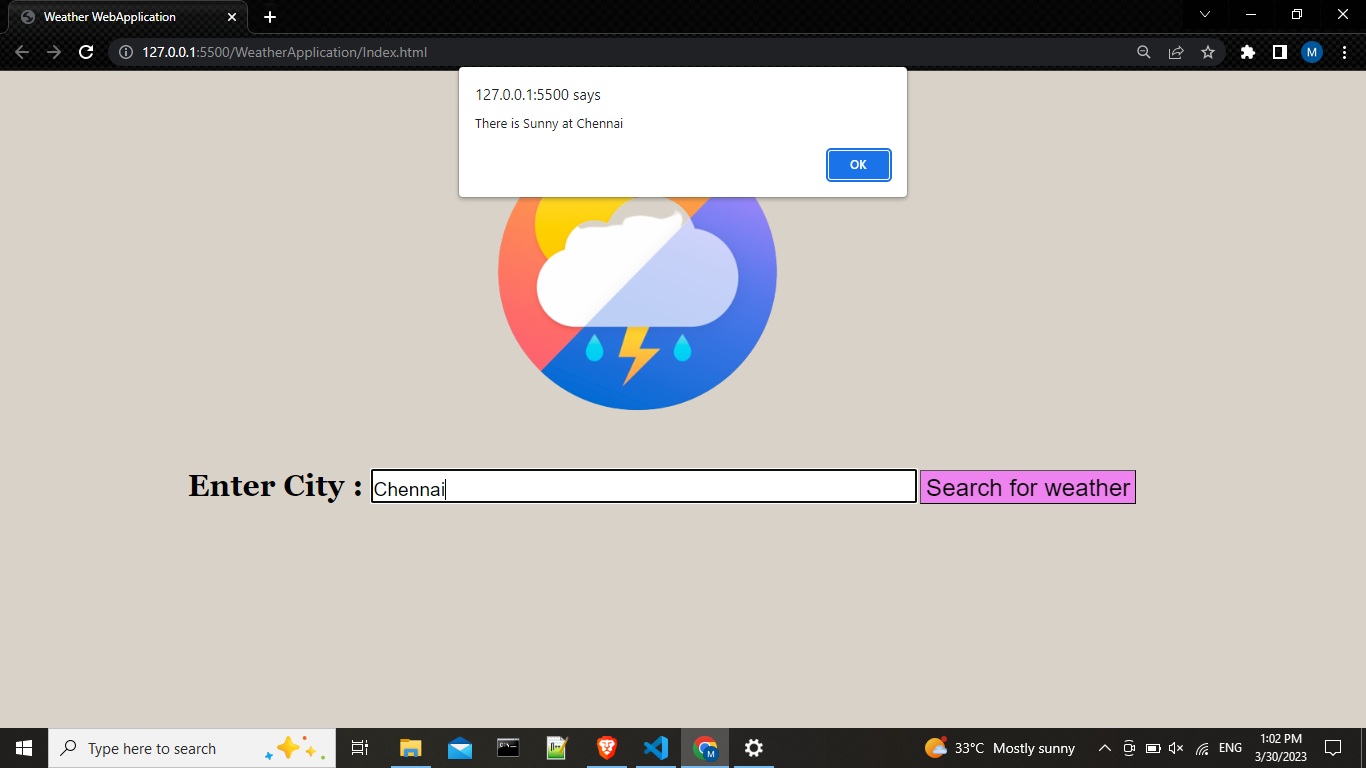 Weather WebApplication
127.0.0.1:5500/WeatherApplication/Index.html
M
127.0.0.1:5500 says
There is Sunny at Chennai
OK
Enter City : Chennai Search for weather
Type here to search
M
33°C Mostly sunny
ENG
1:02 PM
3/30/2023